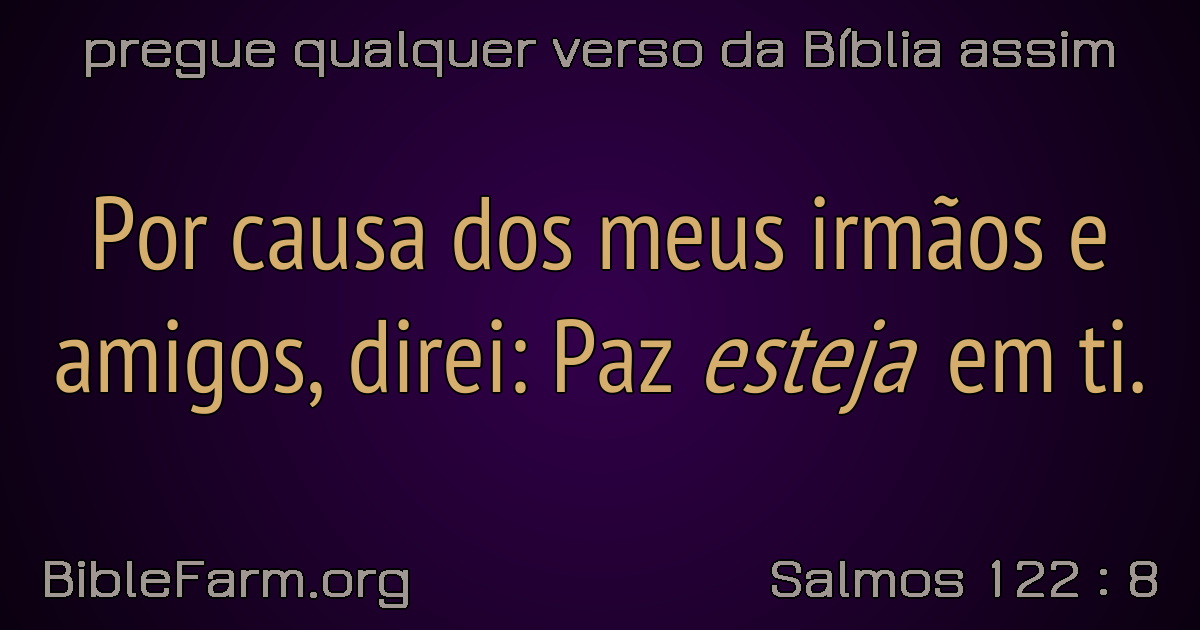 pregue qualquer verso da Bíblia assim
Por causa dos meus irmãos e
amigos, direi: Paz esteja em ti.
BibleFarm.org
Salmos 122 : 8